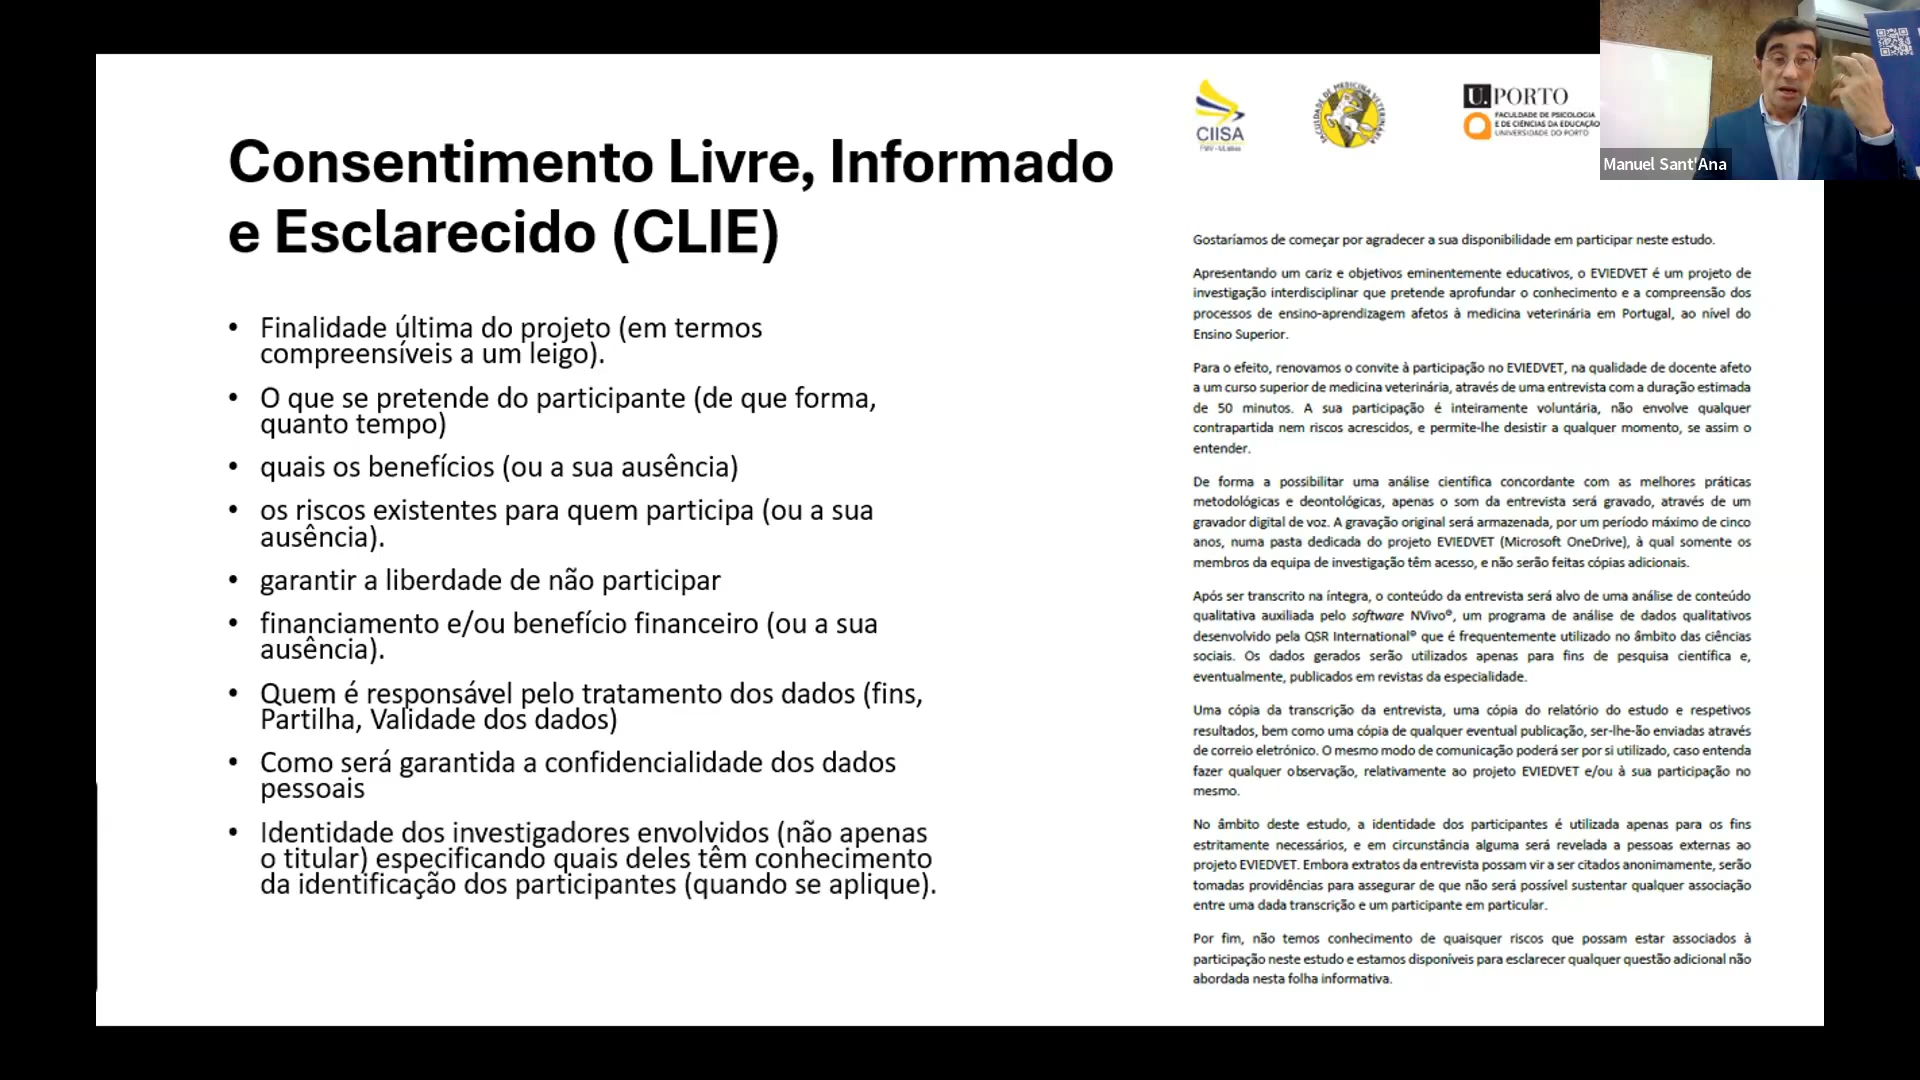 Consentimento Livre, Informado
e Esclarecido (CLIE)
• Finalidade última do projeto (em termos
compreensíveis a um leigo).
• O que se pretende do participante (de que forma,
quanto tempo)
• quais os benefícios (ou a sua ausência)
• os riscos existentes para quem participa (ou a sua
ausência).
• garantir a liberdade de não participar
• financiamento e/ou benefício financeiro (ou a sua
ausência).
• Quem é responsável pelo tratamento dos dados (fins,
Partilha, Validade dos dados)
• Como será garantida a confidencialidade dos dados
pessoais
• Identidade dos investigadores envolvidos (não apenas
o titular) especificando quais deles têm conhecimento
da identificação dos participantes (quando se aplique).
CIISA
FACULDADE DE MEDICINA VETERINÁRIA
U. PORTO
FACULDADE DE PSICOLOGIA
E DE CIÊNCIAS DA EDUCAÇÃO
UNIVERSIDADE DO PORTO
Manuel Sant'Ana
Gostaríamos de começar por agradecer a sua disponibilidade em participar neste estudo.
Apresentando um cariz e objetivos eminentemente educativos, o EVIEDVET é um projeto de
investigação interdisciplinar que pretende aprofundar o conhecimento e a compreensão dos
processos de ensino-aprendizagem afetos à medicina veterinária em Portugal, ao nível do
Ensino Superior.
Para o efeito, renovamos o convite à participação no EVIEDVET, na qualidade de docente afeto
a um curso superior de medicina veterinária, através de uma entrevista com a duração estimada
de 50 minutos. A sua participação é inteiramente voluntária, não envolve qualquer
contrapartida nem riscos acrescidos, e permite-lhe desistir a qualquer momento, se assim o
entender.
De forma a possibilitar uma análise científica concordante com as melhores práticas
metodológicas e deontológicas, apenas o som da entrevista será gravado, através de um
gravador digital de voz. A gravação original será armazenada, por um período máximo de cinco
anos, numa pasta dedicada do projeto EVIEDVET (Microsoft OneDrive), à qual somente os
membros da equipa de investigação têm acesso, e não serão feitas cópias adicionais.
Após ser transcrito na íntegra, o conteúdo da entrevista será alvo de uma análise de conteúdo
qualitativa auxiliada pelo software NVivo®, um programa de análise de dados qualitativos
desenvolvido pela QSR International® que é frequentemente utilizado no âmbito das ciências
sociais. Os dados gerados serão utilizados apenas para fins de pesquisa científica e,
eventualmente, publicados em revistas da especialidade.
Uma cópia da transcrição da entrevista, uma cópia do relatório do estudo e respetivos
resultados, bem como uma cópia de qualquer eventual publicação, ser-lhe-ão enviadas através
de correio eletrónico. O mesmo modo de comunicação poderá ser por si utilizado, caso entenda
fazer qualquer observação, relativamente ao projeto EVIEDVET e/ou à sua participação no
mesmo.
No âmbito deste estudo, a identidade dos participantes é utilizada apenas para os fins
estritamente necessários, e em circunstância alguma será revelada a pessoas externas ao
projeto EVIEDVET. Embora extratos da entrevista possam vir a ser citados anonimamente, serão
tomadas providências para assegurar de que não será possível sustentar qualquer associação
entre uma dada transcrição e um participante em particular.
Por fim, não temos conhecimento de quaisquer riscos que possam estar associados à
participação neste estudo e estamos disponíveis para esclarecer qualquer questão adicional não
abordada nesta folha informativa.